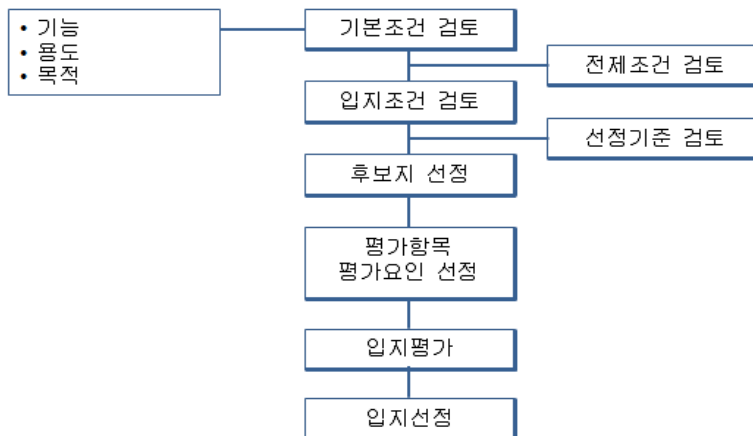 • 기능
• 용도
• 목적
기본조건 검토
전제조건 검토
입지조건 검토
선정기준 검토
후보지 선정
평가항목
평가요인 선정
입지평가
입지선정